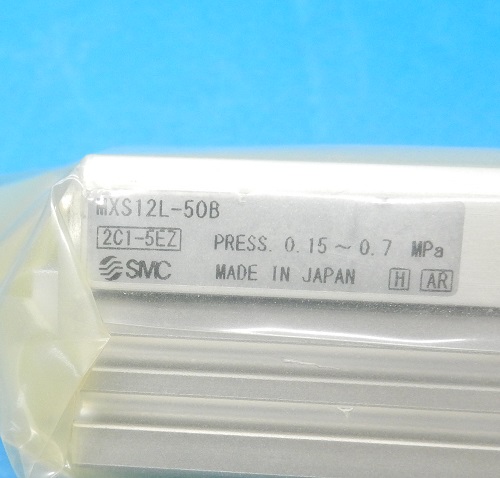 MXS12L-50B
2C1-5EZ PRESS. 0.15～0.7 MPa
SMC MADE IN JAPAN H AR